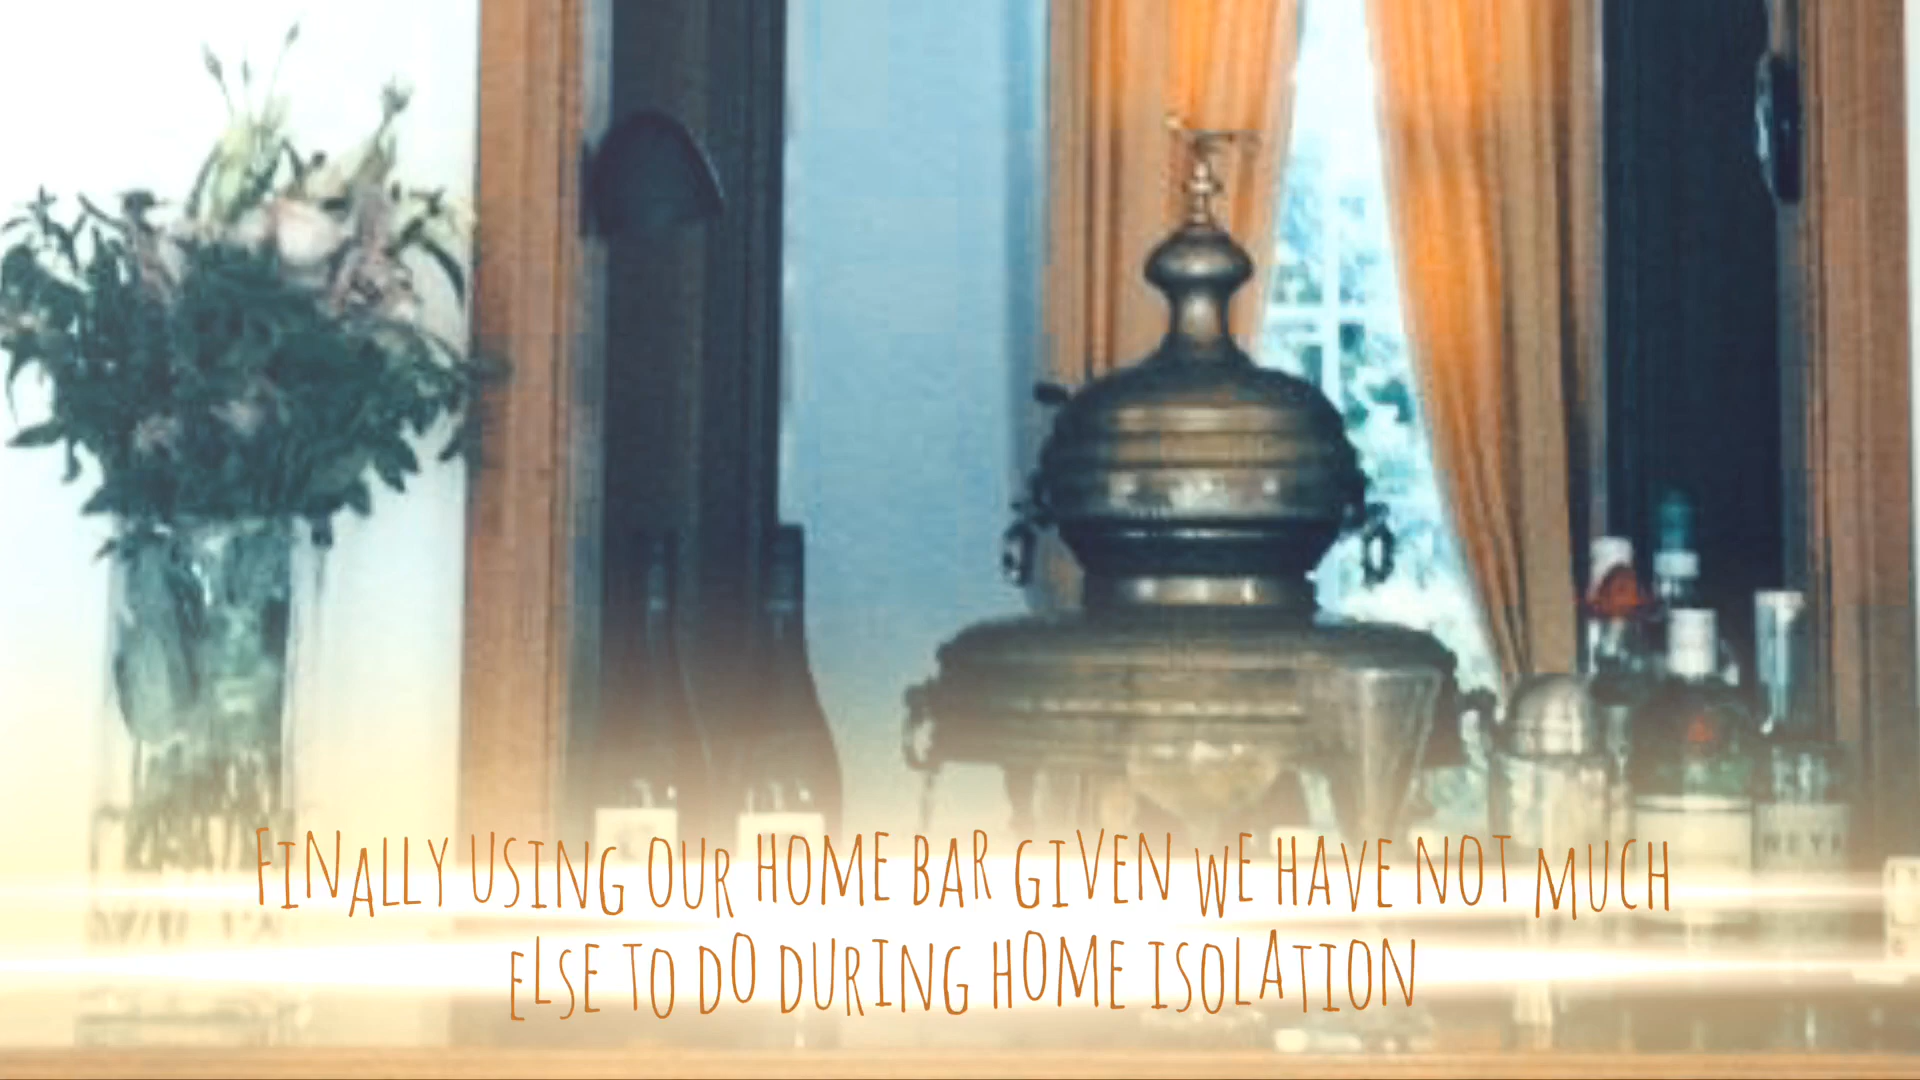 FINALLY USING OUR HOME BAR GIVEN WE HAVE NOT MUCH
ELSE TO DO DURING HOME ISOLATION